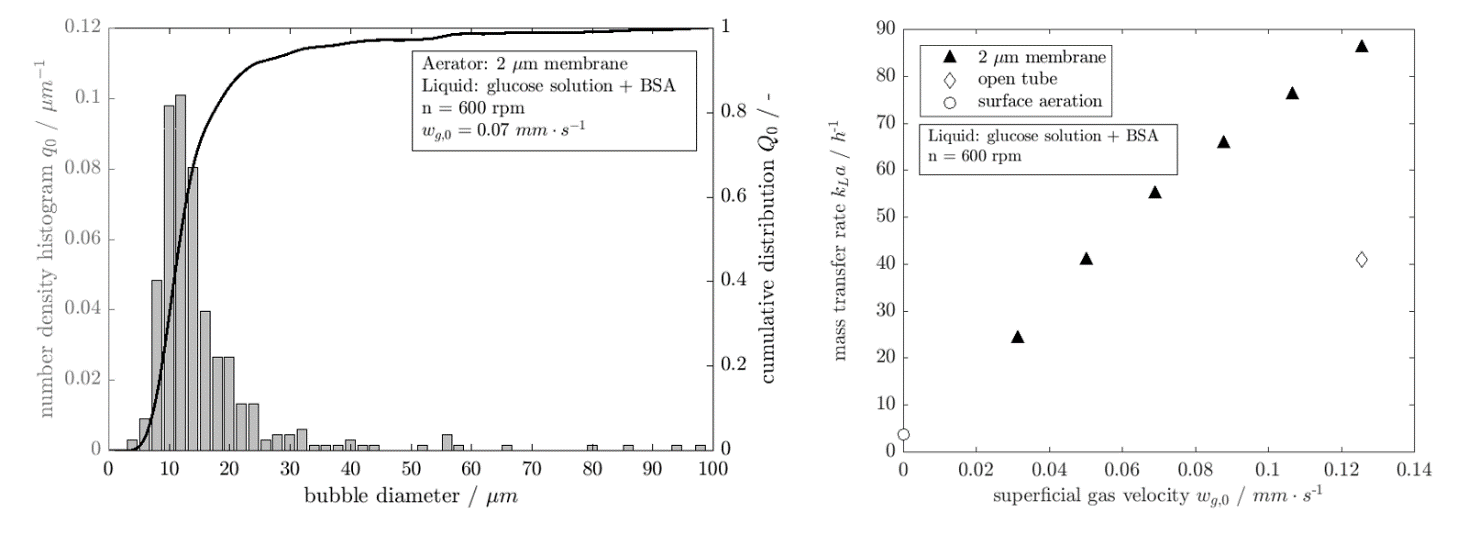 0.12
0.1
0.08
0.06
0.04
0.02
0
number density histogram q₀ / μm⁻¹
1
0.8
0.6
0.4
0.2
0
cumulative distribution Q₀ / -
Aerator: 2 μm membrane
Liquid: glucose solution + BSA
n = 600 rpm
w_g,0 = 0.07 mm · s⁻¹
0 10 20 30 40 50 60 70 80 90 100
bubble diameter / μm
90
80
70
60
50
40
30
20
10
0
mass transfer rate k_L a / h⁻¹
2 μm membrane
open tube
surface aeration
Liquid: glucose solution + BSA
n = 600 rpm
0 0.02 0.04 0.06 0.08 0.1 0.12 0.14
superficial gas velocity w_g,0 / mm · s⁻¹